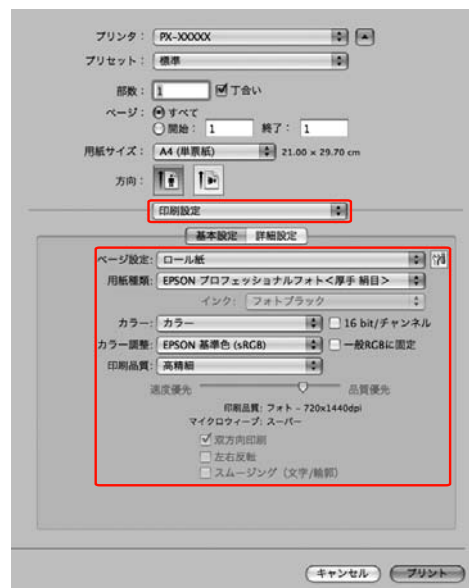 プリンタ： PX-XXXXX
プリセット： 標準
部数： 1 丁合い
ページ： すべて
開始： 1 終了： 1
用紙サイズ： A4 (単票紙) 21.00 x 29.70 cm
方向：
印刷設定
基本設定 詳細設定
ページ設定： ロール紙
用紙種類： EPSON プロフェッショナルフォト<厚手 絹目>
インク： フォトブラック
カラー： カラー 16 bit/チャンネル
カラー調整： EPSON 基準色 (sRGB) 一般RGBに固定
印刷品質： 高精細
速度優先 品質優先
印刷品質： フォト - 720x1440dpi
マイクロウィーブ： スーパー
双方向印刷
左右反転
スムージング（文字/輪郭）
キャンセル プリント